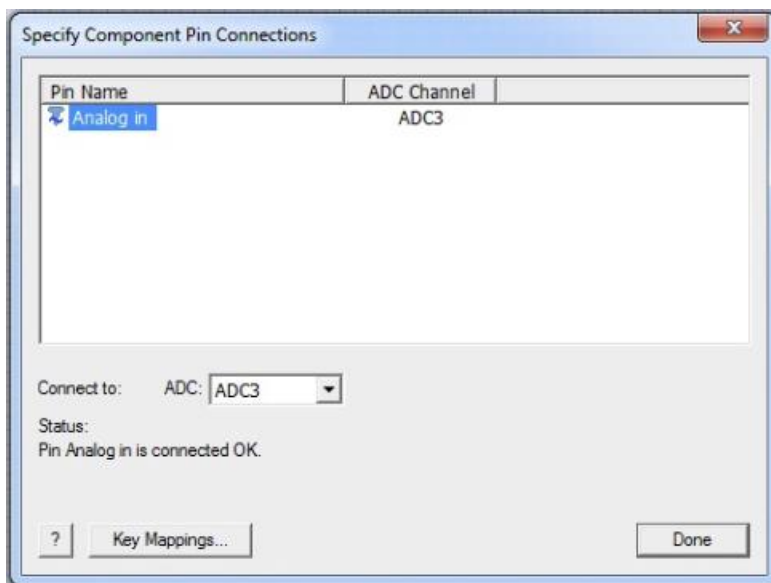 Specify Component Pin Connections
Pin Name ADC Channel
Analog in ADC3
Connect to: ADC: ADC3
Status:
Pin Analog in is connected OK.
? Key Mappings... Done